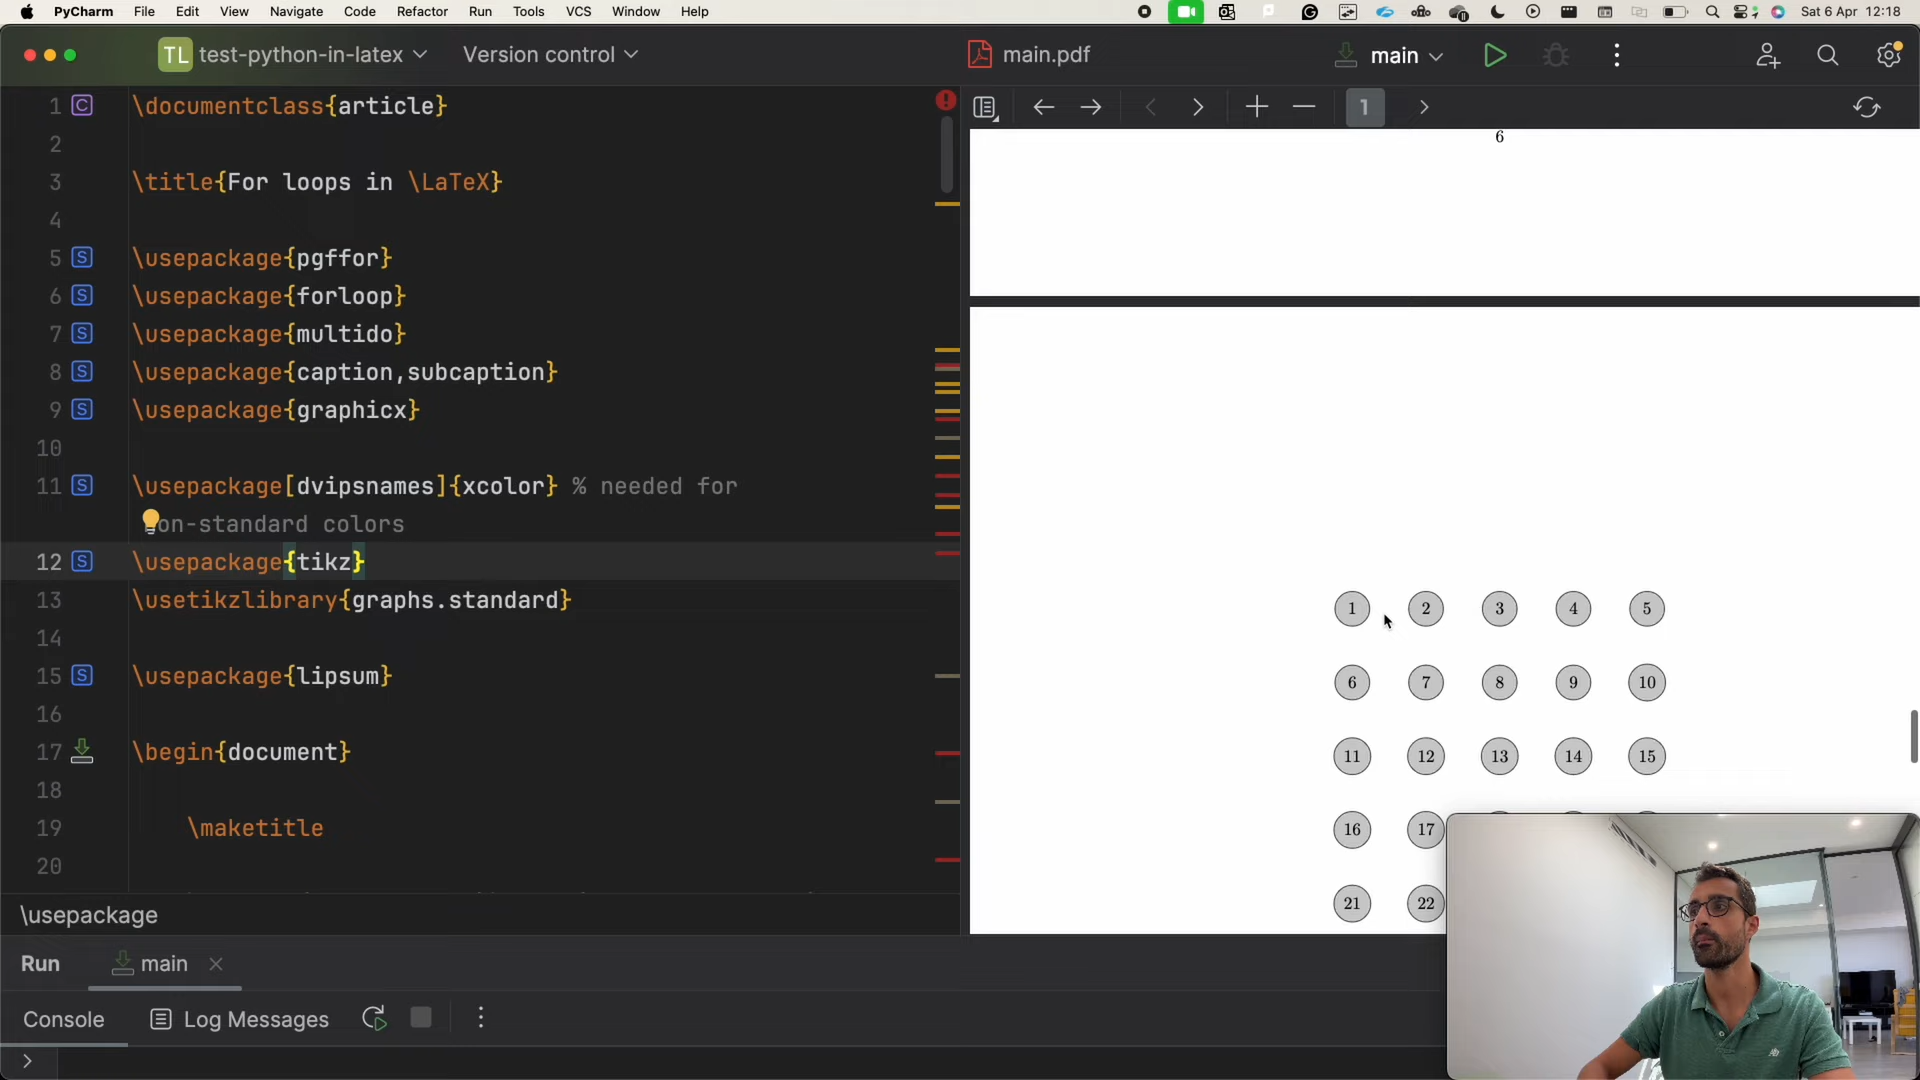 PyCharm File Edit View Navigate Code Refactor Run Tools VCS Window Help Sat 6 Apr 12:18
TL test-python-in-latex Version control main.pdf main
1
1 C \documentclass{article}
2
3 \title{For loops in \LaTeX}
4
5 S \usepackage{pgffor}
6 S \usepackage{forloop}
7 S \usepackage{multido}
8 S \usepackage{caption,subcaption}
9 S \usepackage{graphicx}
10
11 S \usepackage[dvipsnames]{xcolor} % needed for
on-standard colors
12 S \usepackage{tikz}
13 \usetikzlibrary{graphs.standard}
14
15 S \usepackage{lipsum}
16
17 \begin{document}
18
19 \maketitle
20
\usepackage
6
1 2 3 4 5
6 7 8 9 10
11 12 13 14 15
16 17
21 22
Run main
Console Log Messages
>